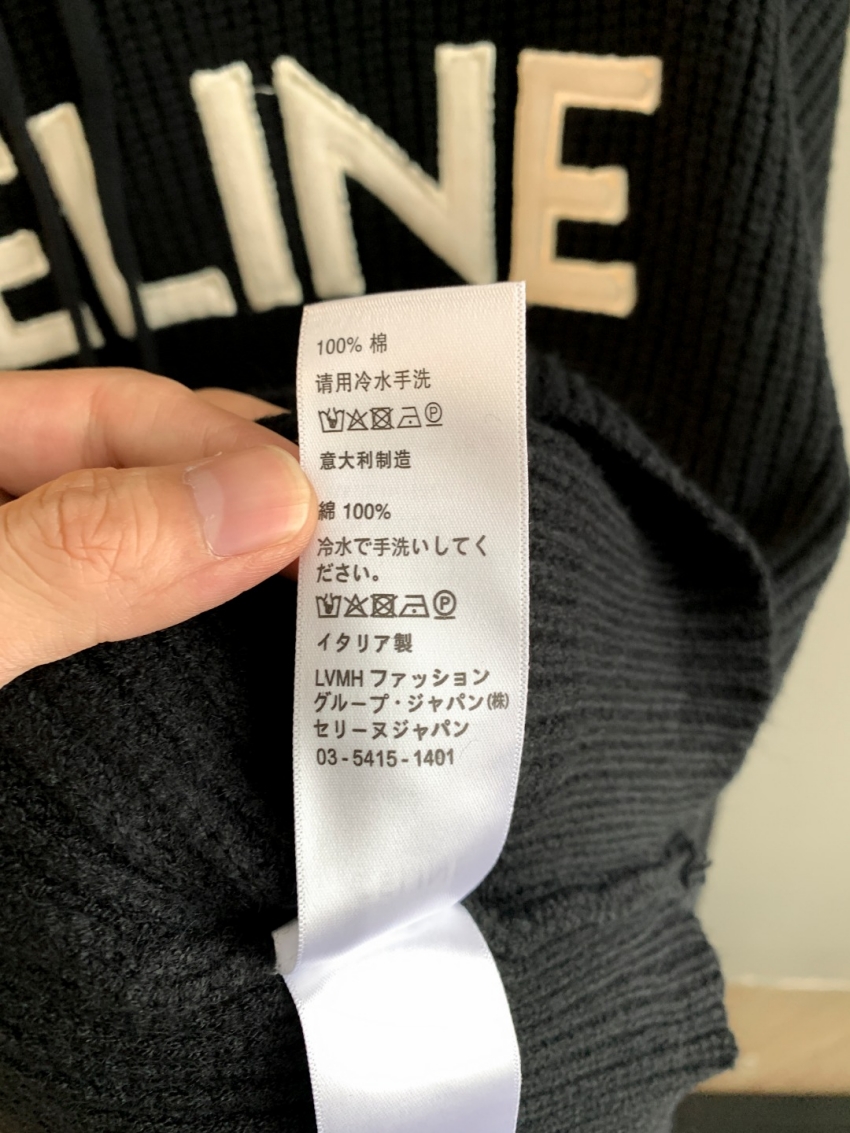 ELINE
100% 棉
请用冷水手洗
意大利制造
綿 100%
冷水で手洗いしてく
ださい。
イタリア製
LVMH ファッション
グループ・ジャパン(株)
セリーヌジャパン
03-5415-1401